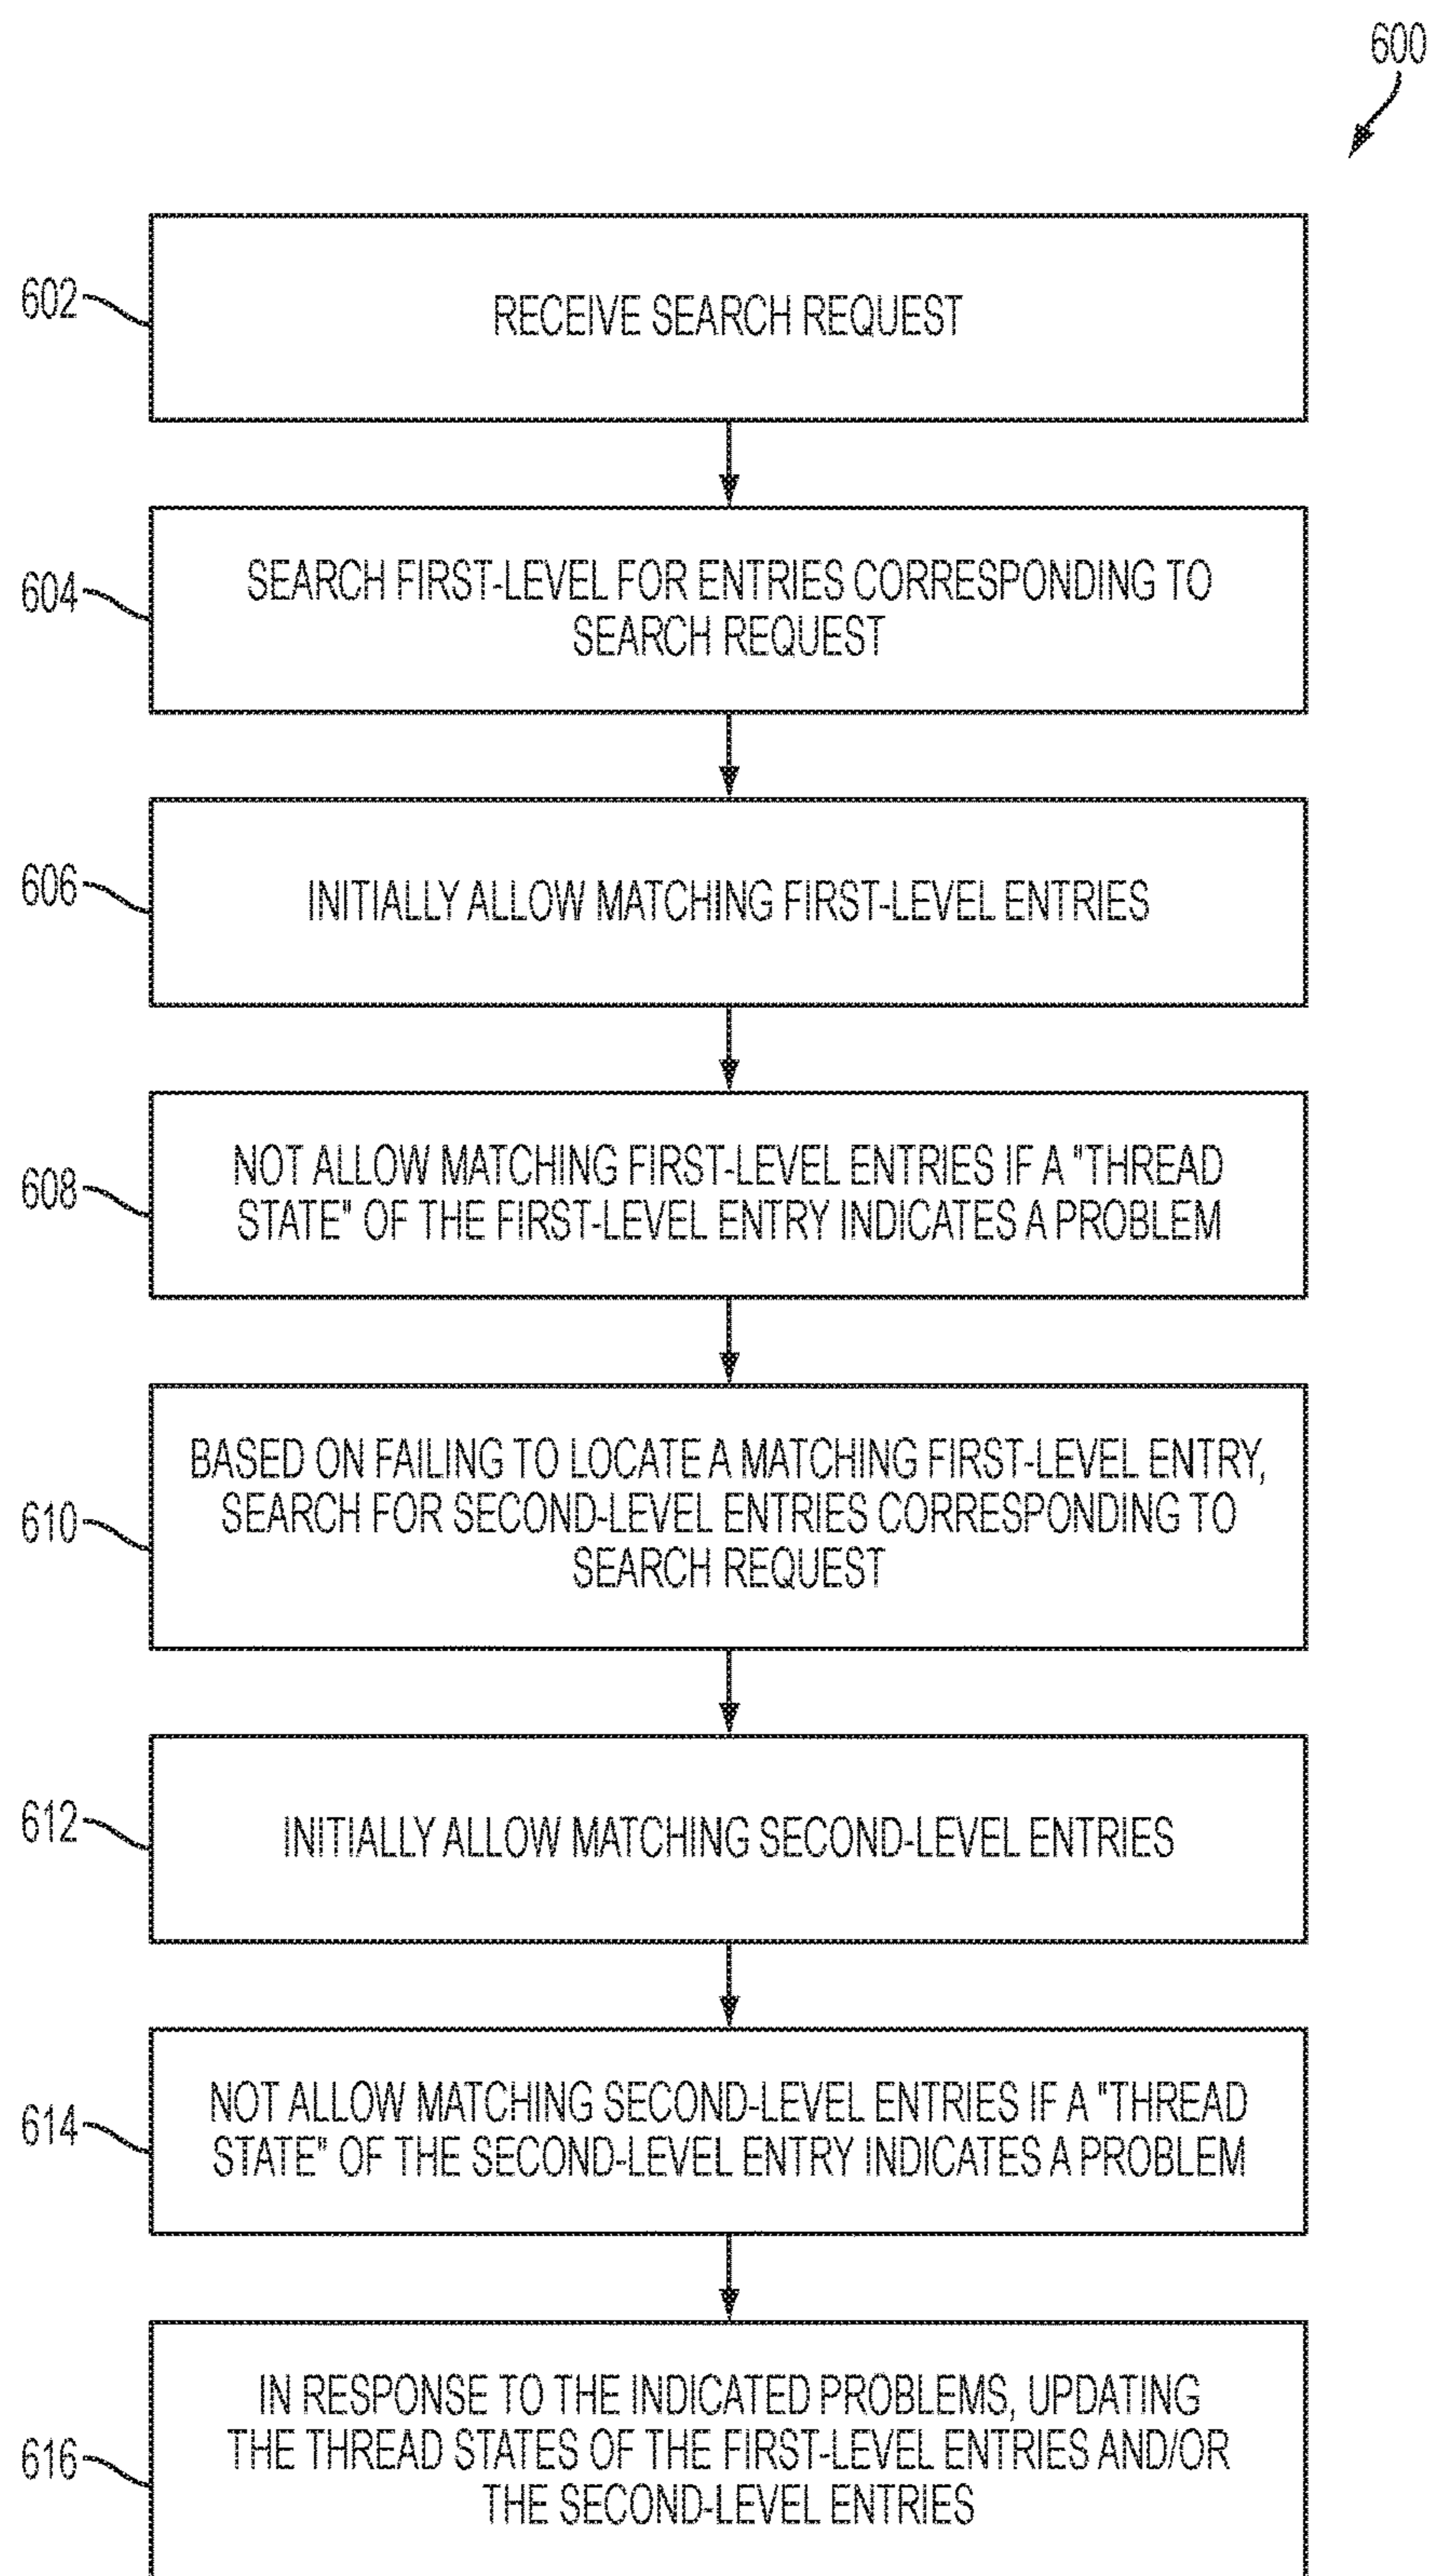 600
602
RECEIVE SEARCH REQUEST
604
SEARCH FIRST-LEVEL FOR ENTRIES CORRESPONDING TO
SEARCH REQUEST
606
INITIALLY ALLOW MATCHING FIRST-LEVEL ENTRIES
608
NOT ALLOW MATCHING FIRST-LEVEL ENTRIES IF A "THREAD
STATE" OF THE FIRST-LEVEL ENTRY INDICATES A PROBLEM
610
BASED ON FAILING TO LOCATE A MATCHING FIRST-LEVEL ENTRY,
SEARCH FOR SECOND-LEVEL ENTRIES CORRESPONDING TO
SEARCH REQUEST
612
INITIALLY ALLOW MATCHING SECOND-LEVEL ENTRIES
614
NOT ALLOW MATCHING SECOND-LEVEL ENTRIES IF A "THREAD
STATE" OF THE SECOND-LEVEL ENTRY INDICATES A PROBLEM
616
IN RESPONSE TO THE INDICATED PROBLEMS, UPDATING
THE THREAD STATES OF THE FIRST-LEVEL ENTRIES AND/OR
THE SECOND-LEVEL ENTRIES